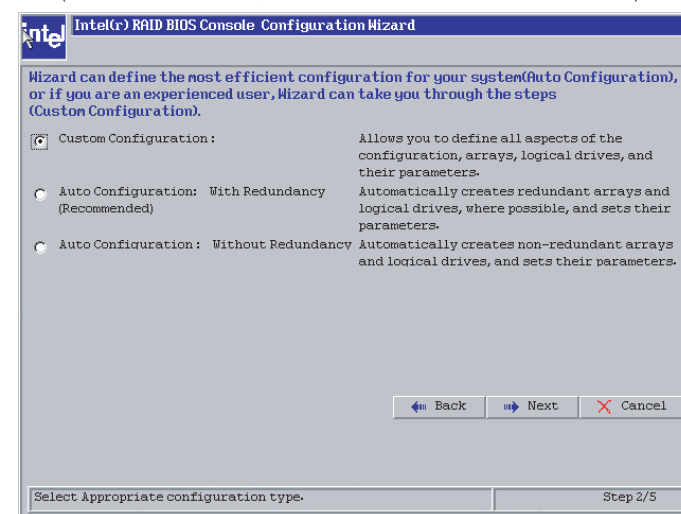 intel
Intel(r) RAID BIOS Console Configuration Wizard
Wizard can define the most efficient configuration for your system(Auto Configuration),
or if you are an experienced user, Wizard can take you through the steps
(Custom Configuration).
Custom Configuration:
Allows you to define all aspects of the
configuration, arrays, logical drives, and
their parameters.
Auto Configuration: With Redundancy
(Recommended)
Automatically creates redundant arrays and
logical drives, where possible, and sets their
parameters.
Auto Configuration: Without Redundancy
Automatically creates non-redundant arrays
and logical drives, and sets their parameters.
Back
Next
Cancel
Select Appropriate configuration type.
Step 2/5